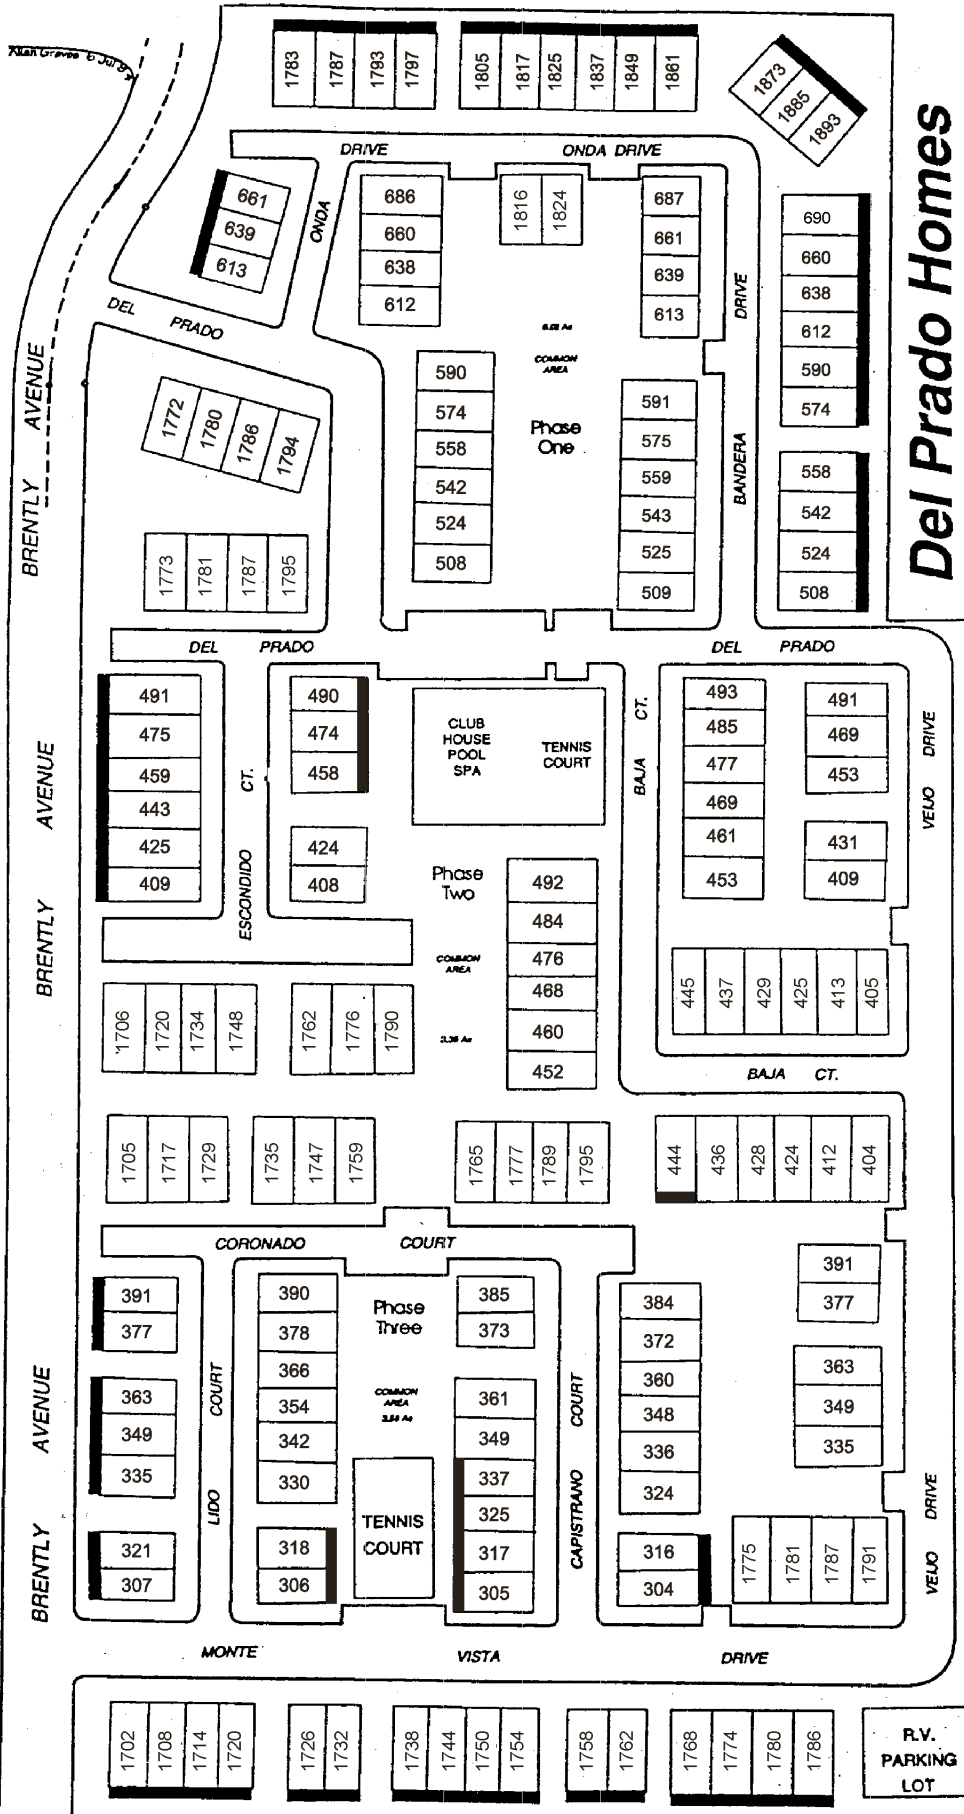 Allan Graves 6 Jul 9
1783 1787 1793 1797
1805 1817 1825 1837 1849 1861
1873 1885 1893
Del Prado Homes
DRIVE
ONDA DRIVE
661
639
613
ONDA
686
660
638
612
1816 1824
687
661
639
613
DRIVE
690
660
638
612
590
574
DEL PRADO
COMMON
AREA
Phase
One
BRENTLY AVENUE
1772 1780 1786 1794
590
574
558
542
524
508
591
575
559
543
525
509
BANDERA
558
542
524
508
1773 1781 1787 1795
DEL PRADO
DEL PRADO
491
475
459
443
425
409
ESCONDIDO CT.
490
474
458
424
408
CLUB
HOUSE
POOL
SPA
TENNIS
COURT
BAJA CT.
493
485
477
469
461
453
491
469
453
431
409
VEIJO DRIVE
BRENTLY AVENUE
Phase
Two
COMMON
AREA
492
484
476
468
460
452
445 437 429 425 413 405
1706 1720 1734 1748
1762 1776 1790
BAJA CT.
1705 1717 1729
1735 1747 1759
1765 1777 1789 1795
444 436 428 424 412 404
CORONADO COURT
391
377
363
349
335
321
307
LIDO COURT
390
378
366
354
342
330
318
306
Phase
Three
COMMON
AREA
TENNIS
COURT
385
373
361
349
337
325
317
305
CAPISTRANO COURT
384
372
360
348
336
324
316
304
391
377
363
349
335
1775 1781 1787 1791
VEIJO DRIVE
BRENTLY AVENUE
MONTE VISTA DRIVE
1702 1708 1714 1720
1726 1732
1738 1744 1750 1754
1758 1762
1768 1774 1780 1786
R.V.
PARKING
LOT